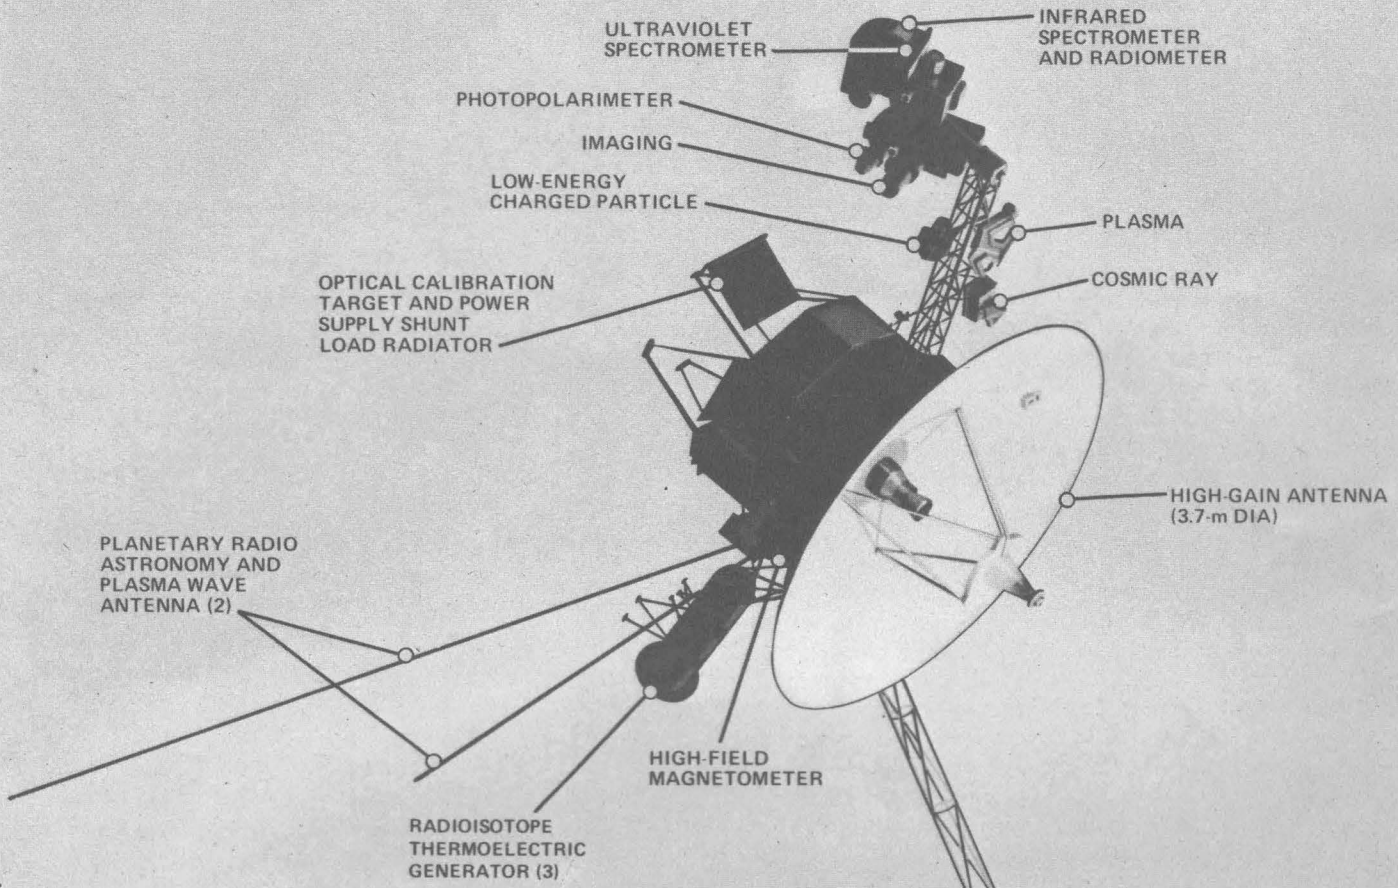 ULTRAVIOLET
SPECTROMETER
INFRARED
SPECTROMETER
AND RADIOMETER
PHOTOPOLARIMETER
IMAGING
LOW-ENERGY
CHARGED PARTICLE
PLASMA
COSMIC RAY
OPTICAL CALIBRATION
TARGET AND POWER
SUPPLY SHUNT
LOAD RADIATOR
HIGH-GAIN ANTENNA
(3.7-m DIA)
PLANETARY RADIO
ASTRONOMY AND
PLASMA WAVE
ANTENNA (2)
HIGH-FIELD
MAGNETOMETER
RADIOISOTOPE
THERMOELECTRIC
GENERATOR (3)